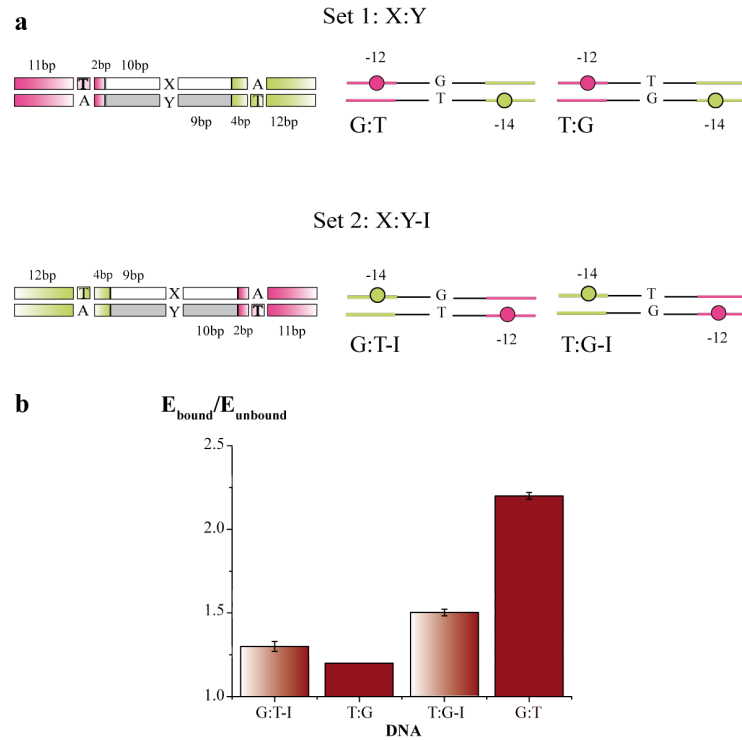 a
Set 1: X:Y
11bp 2bp 10bp
T X A
A Y T
9bp 4bp 12bp
-12
G
T
G:T
-14
-12
T
G
T:G
-14
Set 2: X:Y-I
12bp 4bp 9bp
T X A
A Y T
10bp 2bp 11bp
-14
G
T
G:T-I
-12
-14
T
G
T:G-I
-12
b
Ebound/Eunbound
2.5
2.0
1.5
1.0
G:T-I T:G T:G-I G:T
DNA